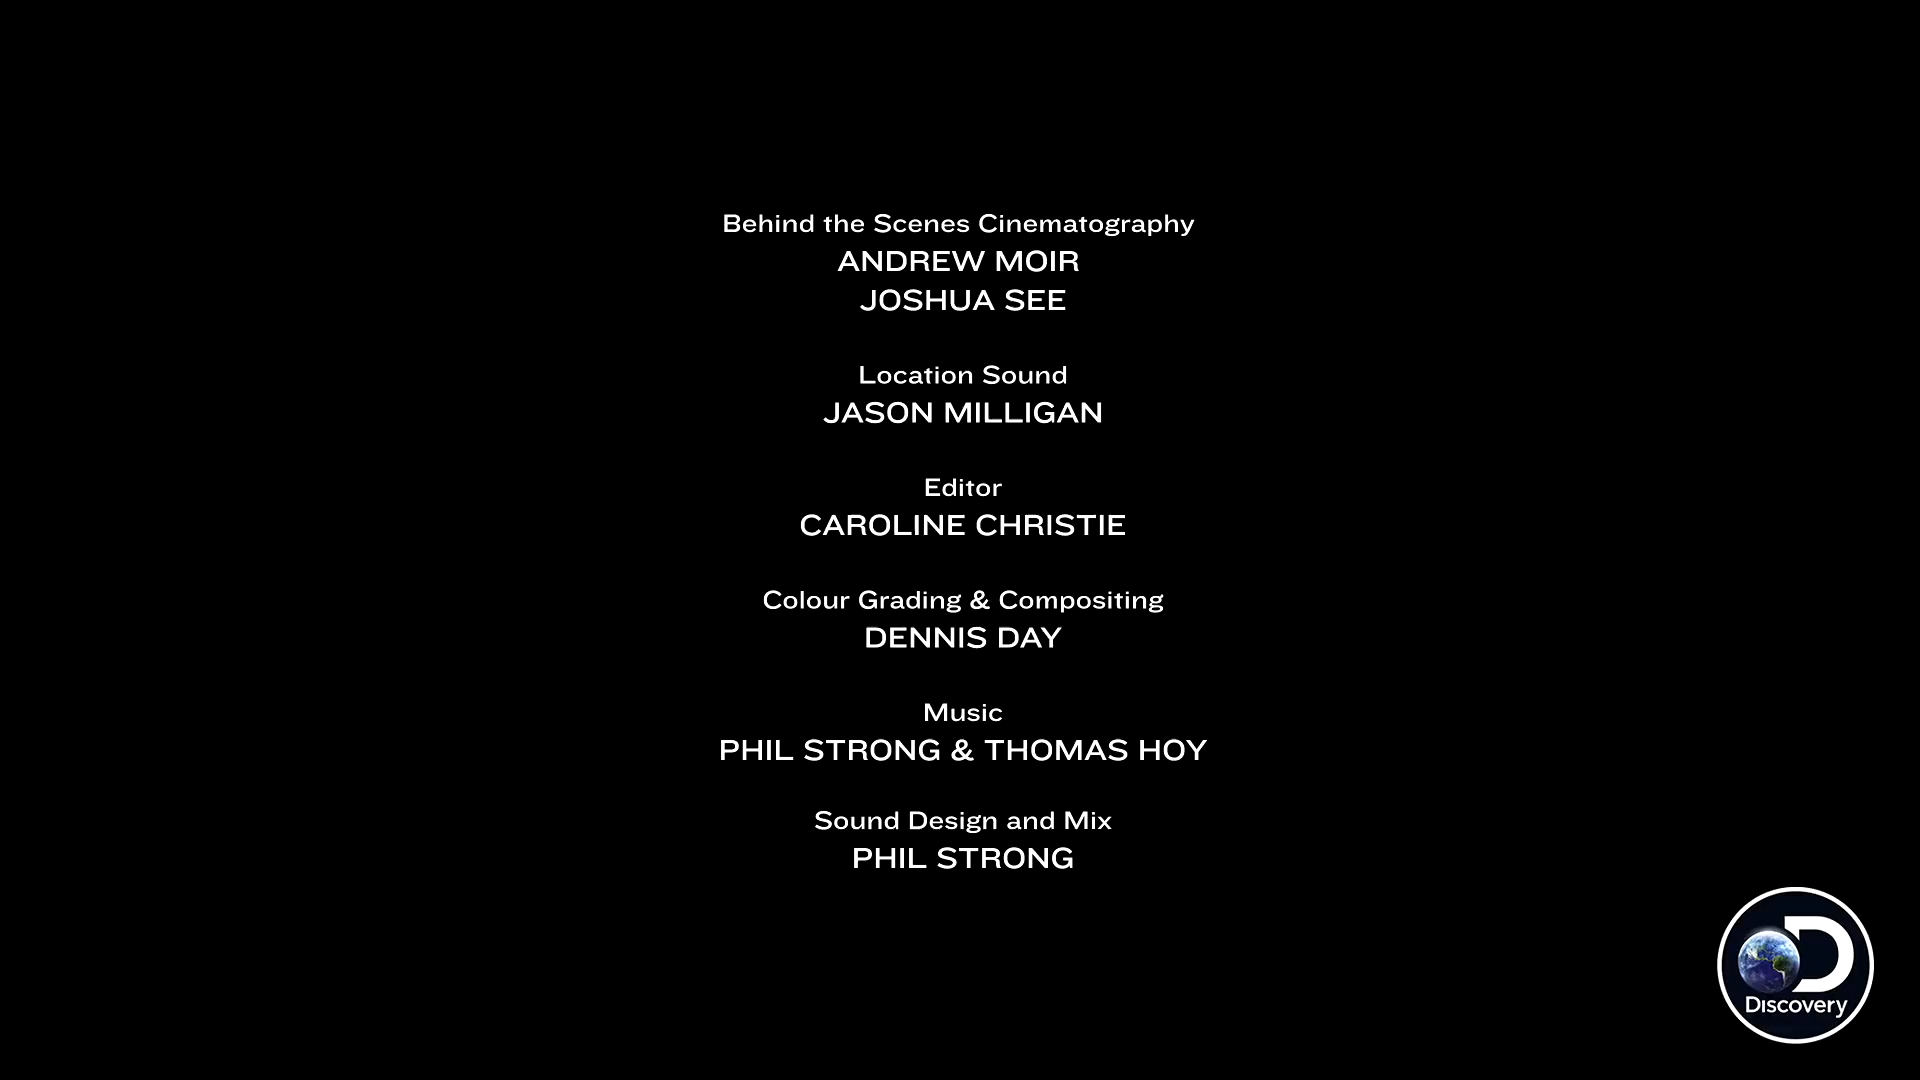 Behind the Scenes Cinematography
ANDREW MOIR
JOSHUA SEE
Location Sound
JASON MILLIGAN
Editor
CAROLINE CHRISTIE
Colour Grading & Compositing
DENNIS DAY
Music
PHIL STRONG & THOMAS HOY
Sound Design and Mix
PHIL STRONG
D
Discovery